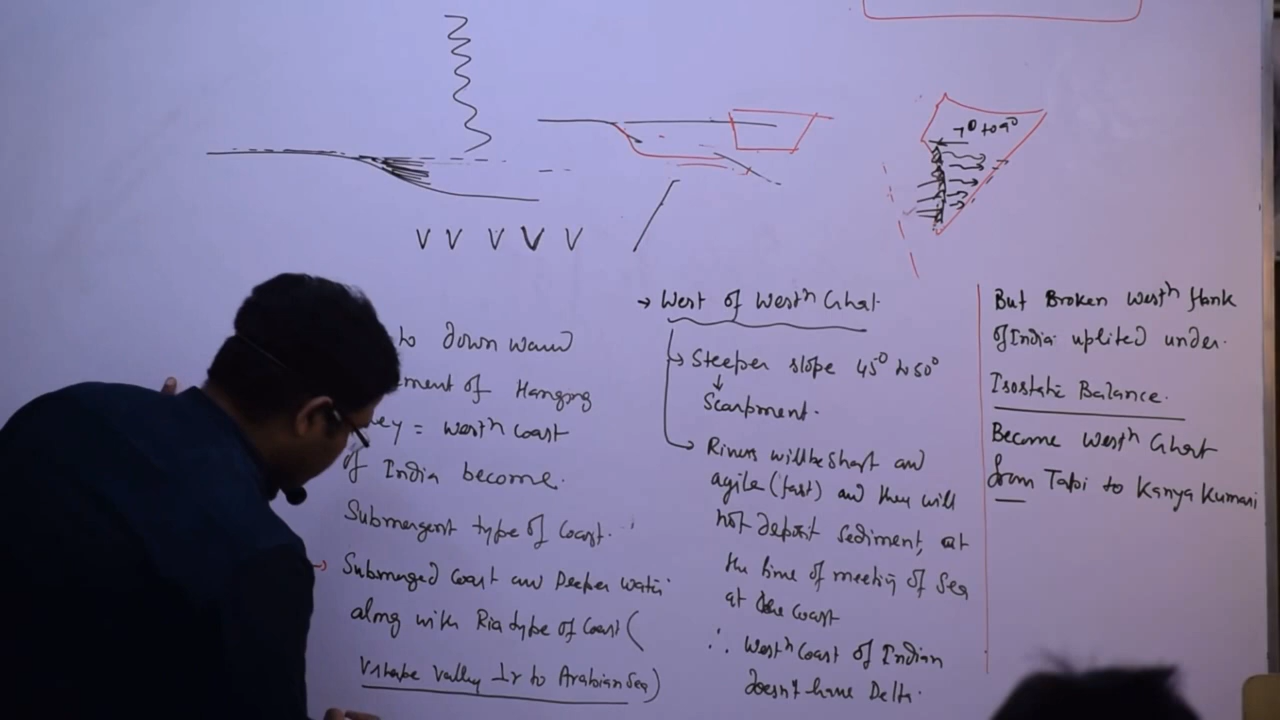 7° to 9°
V V V V V
to down ward
ment of Hanging
ey = Westn Coast
of India become.
Submergent type of Coast.
→ Submerged Coast and Deeper water
along with Ria type of Coast (
V shape Valley ⊥r to Arabian Sea)
→ West of Westn Ghat
→ Steeper slope 45° to 50°
↓
Scarpment.
→ Rivers will be short and
agile (fast) and they will
not deposit sediment, at
the time of meeting of Sea
at the coast
∴ Westn Coast of Indian
doesn't have Delta.
But Broken Westn flank
of India uplited under.
Isostatic Balance.
Become Westn Ghat
from Tapi to Kanya Kumari